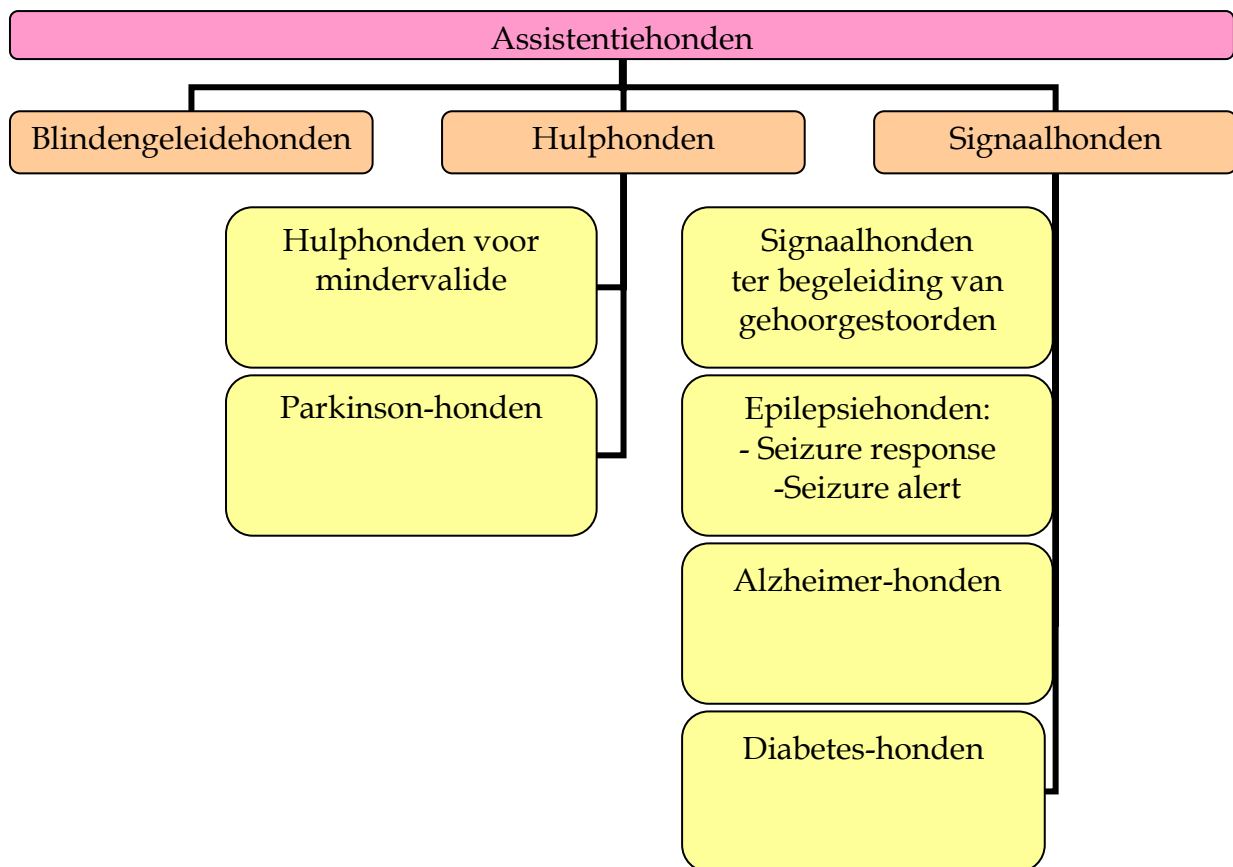 Assistentiehonden
Blindengeleidehonden
Hulphonden
Signaalhonden
Hulphonden voor
mindervalide
Parkinson-honden
Signaalhonden
ter begeleiding van
gehoorgestoorden
Epilepsiehonden:
- Seizure response
-Seizure alert
Alzheimer-honden
Diabetes-honden